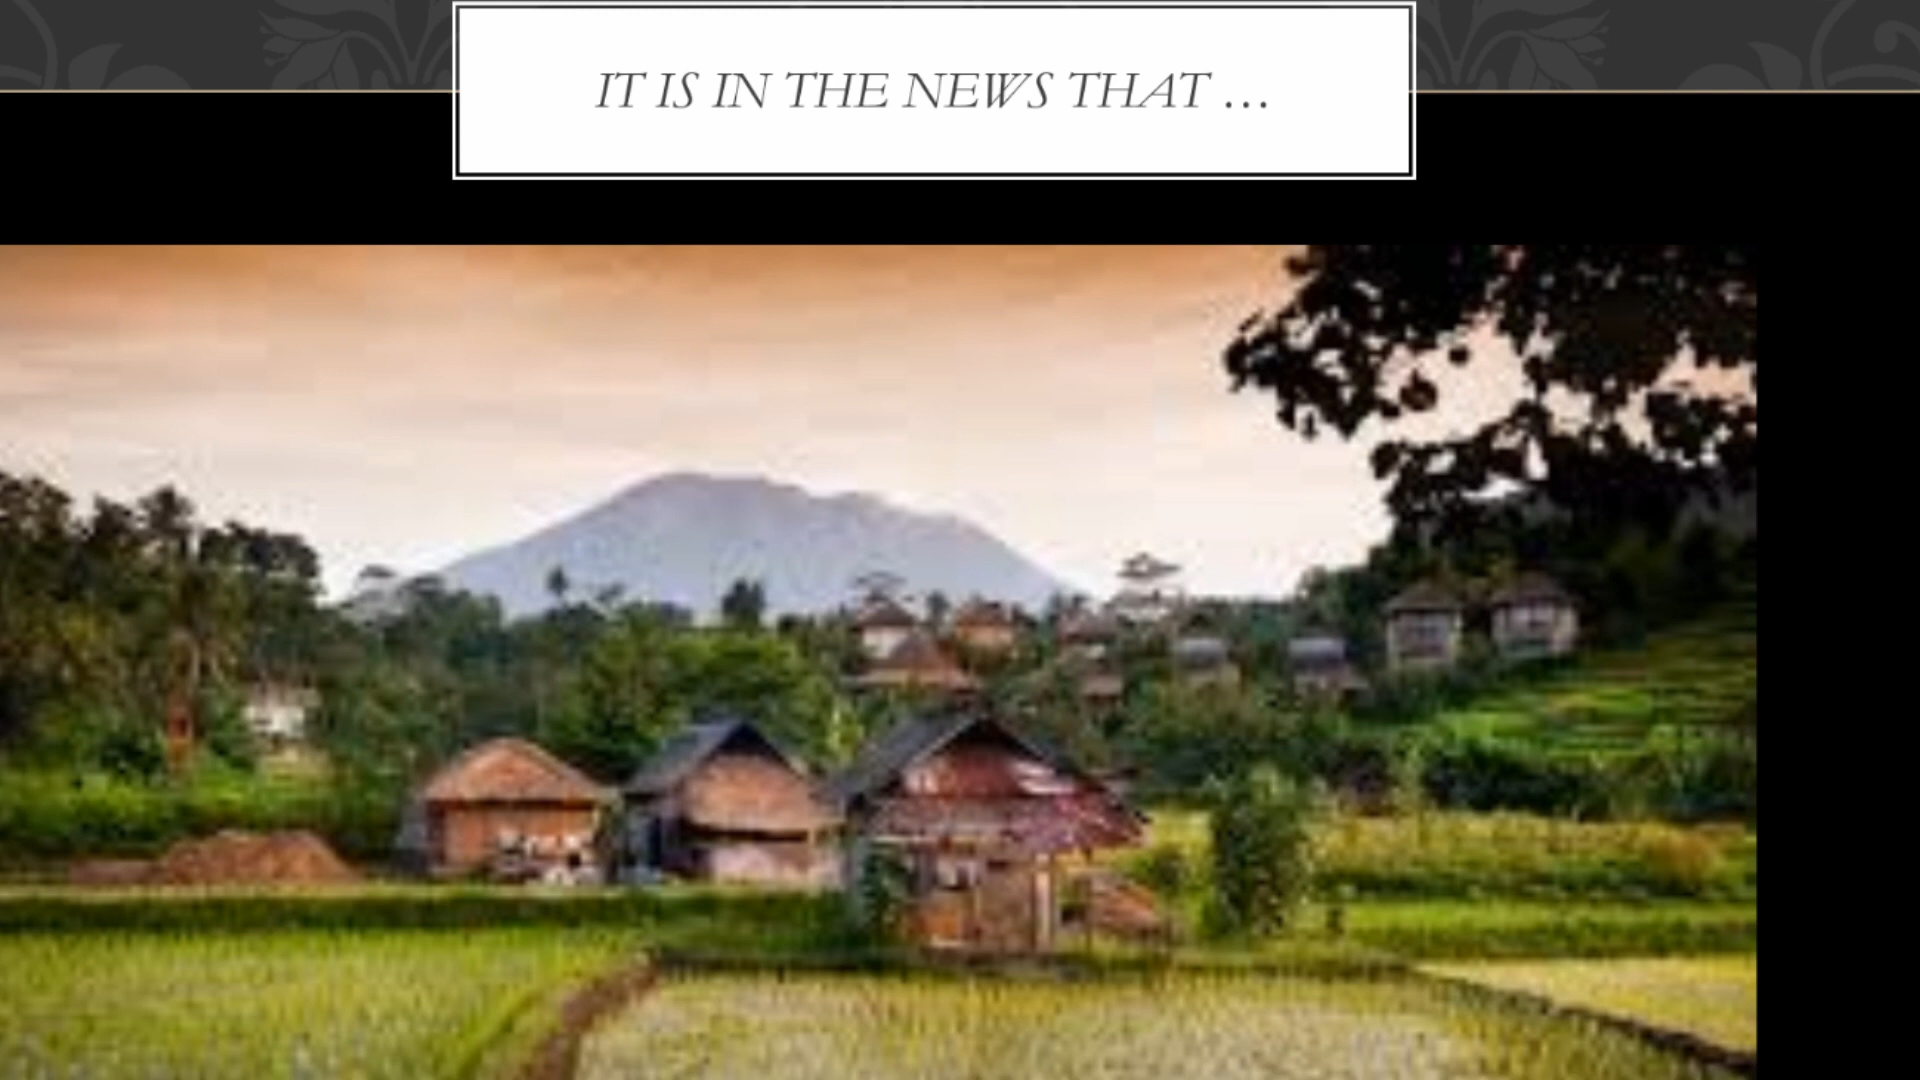 IT IS IN THE NEWS THAT …